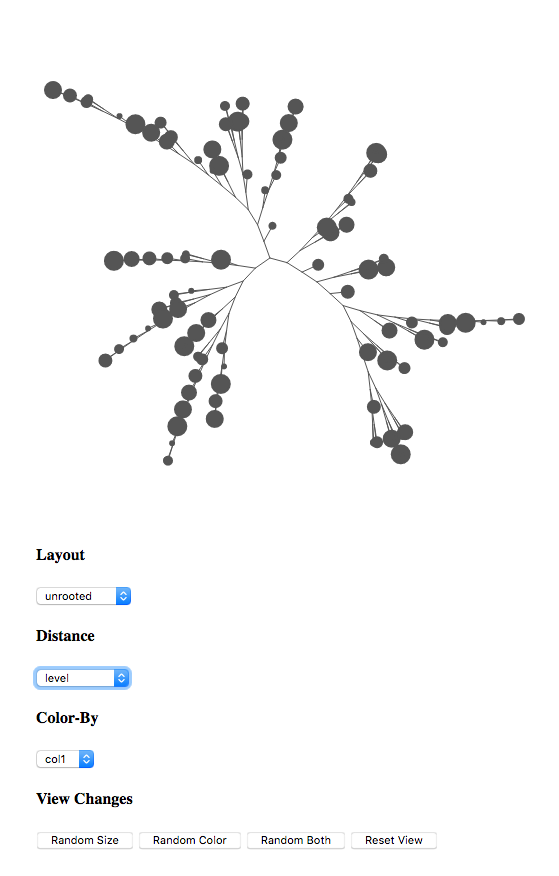 Layout
unrooted
Distance
level
Color-By
col1
View Changes
Random Size Random Color Random Both Reset View